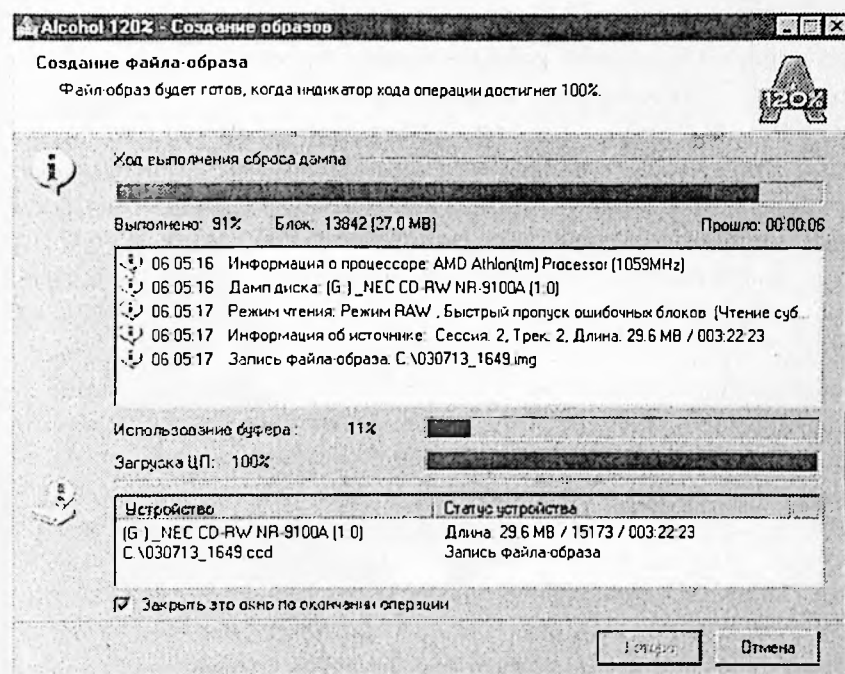 Alcohol 120% - Создание образов
Создание файла-образа
Файл-образ будет готов, когда индикатор хода операции достигнет 100%.
120%
Ход выполнения сброса дампа
Выполнено: 91% Блок: 13842 (27.0 MB) Прошло: 00:00:06
06:05:16 Информация о процессоре: AMD Athlon(tm) Processor (1059MHz)
06:05:16 Дамп диска: (G:) _NEC CD-RW NR-9100A (1:0)
06:05:17 Режим чтения: Режим RAW , Быстрый пропуск ошибочных блоков (Чтение суб...
06:05:17 Информация об источнике: Сессия: 2, Трек: 2, Длина: 29.6 MB / 003:22:23
06:05:17 Запись файла-образа: C:\030713_1649.img
Использование буфера: 11%
Загрузка ЦП: 100%
Устройство Статус устройства
(G:) _NEC CD-RW NR-9100A (1:0) Длина: 29.6 MB / 15173 / 003:22:23
C:\030713_1649.ccd Запись файла-образа
Закрыть это окно по окончании операции
Отмена